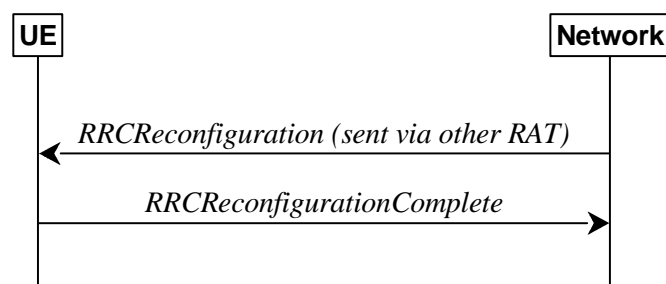 UE
Network
RRCReconfiguration (sent via other RAT)
RRCReconfigurationComplete